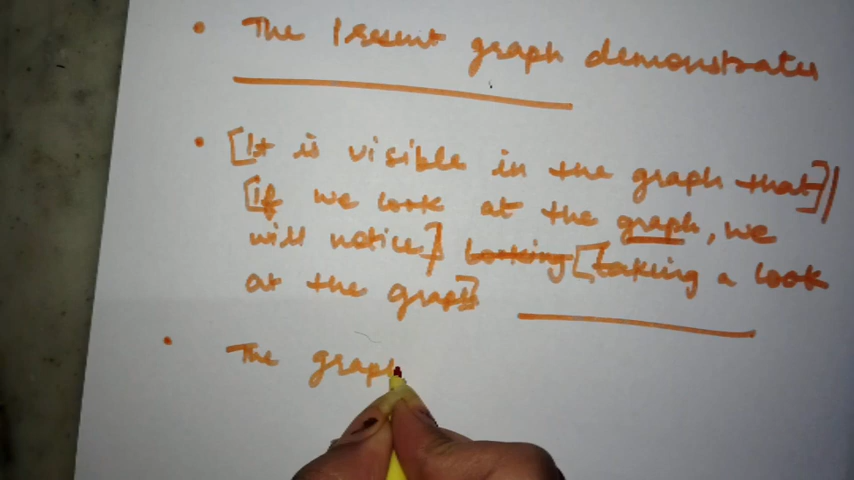 • The Present graph demonstrates
• [It is visible in the graph that]|
[If we look at the graph, we
will notice] looking [taking a look
at the graph]
• The graph